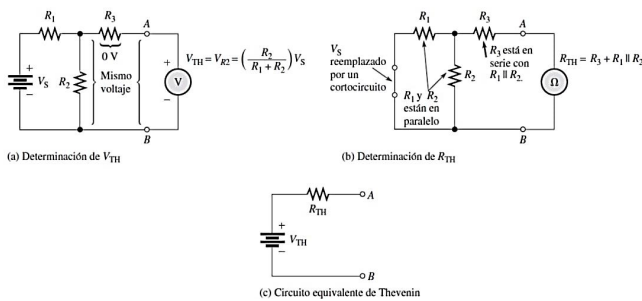 R1
R3
A
0 V
+
VS
−
R2
Mismo
voltaje
+
V
−
B
VTH = VR2 = (R2 / R1 + R2) VS
(a) Determinación de VTH
R1
R3
A
VS
reemplazado
por un
cortocircuito
R3 está en
serie con
R1 || R2.
R2
R1 y R2
están en
paralelo
Ω
RTH = R3 + R1 || R2
B
(b) Determinación de RTH
RTH
A
+
VTH
−
B
(c) Circuito equivalente de Thevenin